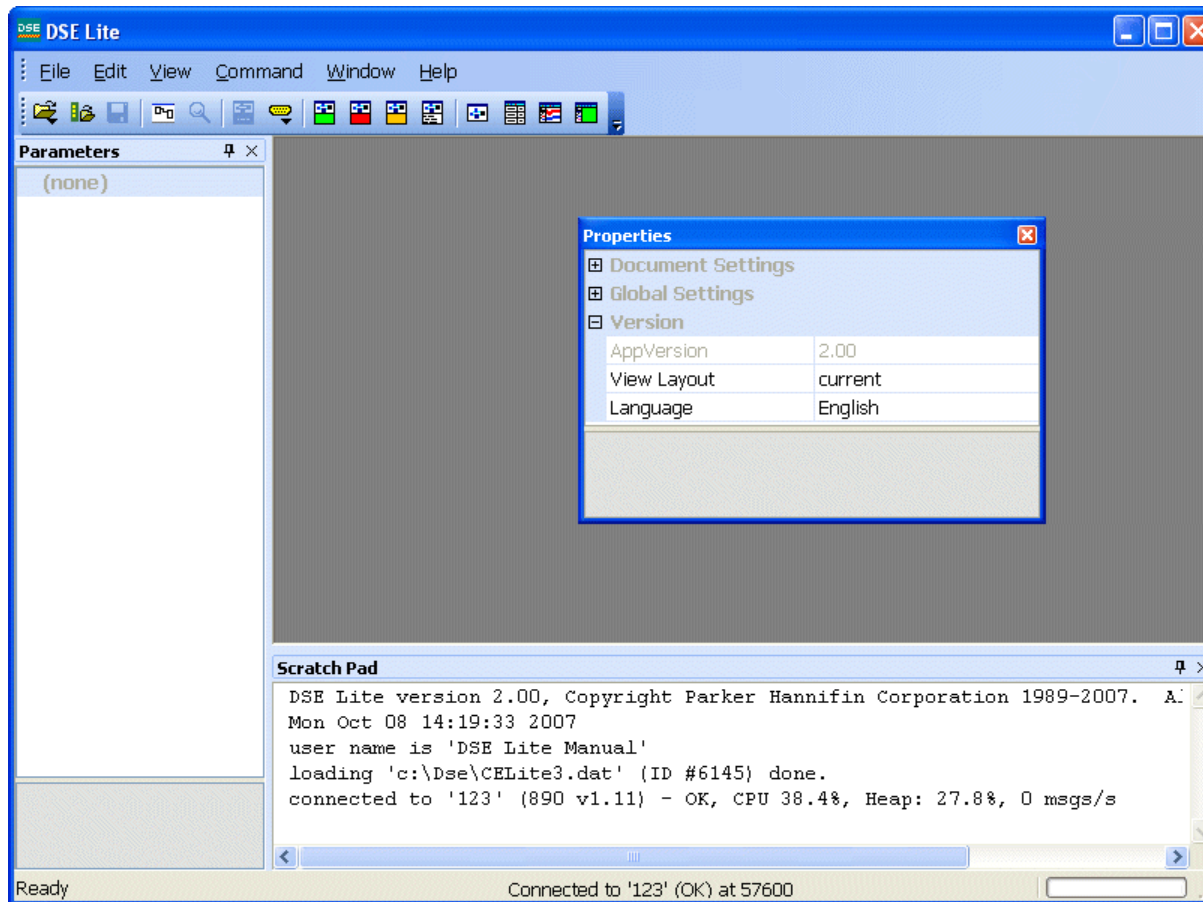 DSE DSE Lite
File Edit View Command Window Help
Parameters
(none)
Properties
Document Settings
Global Settings
Version
AppVersion 2.00
View Layout current
Language English
Scratch Pad
DSE Lite version 2.00, Copyright Parker Hannifin Corporation 1989-2007.
Mon Oct 08 14:19:33 2007
user name is 'DSE Lite Manual'
loading 'c:\Dse\CELite3.dat' (ID #6145) done.
connected to '123' (890 v1.11) - OK, CPU 38.4%, Heap: 27.8%, 0 msgs/s
Ready Connected to '123' (OK) at 57600